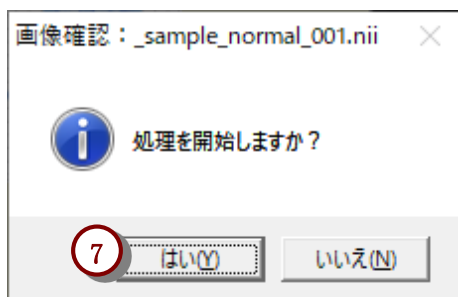 画像確認：_sample_normal_001.nii
処理を開始しますか？
7 はい(Y) いいえ(N)